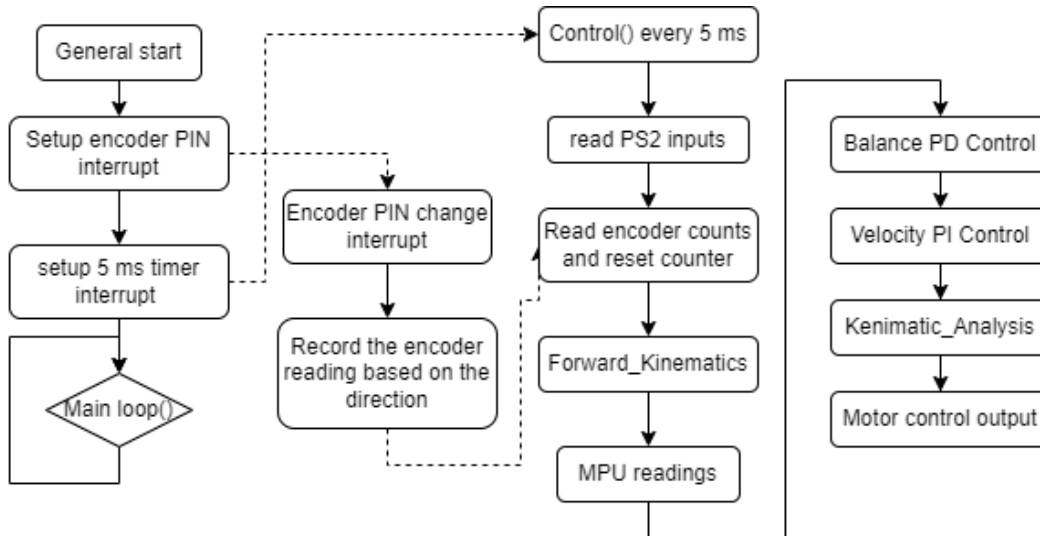 General start
Setup encoder PIN
interrupt
setup 5 ms timer
interrupt
Main loop()
Encoder PIN change
interrupt
Record the encoder
reading based on the
direction
Control() every 5 ms
read PS2 inputs
Read encoder counts
and reset counter
Forward_Kinematics
MPU readings
Balance PD Control
Velocity PI Control
Kenimatic_Analysis
Motor control output